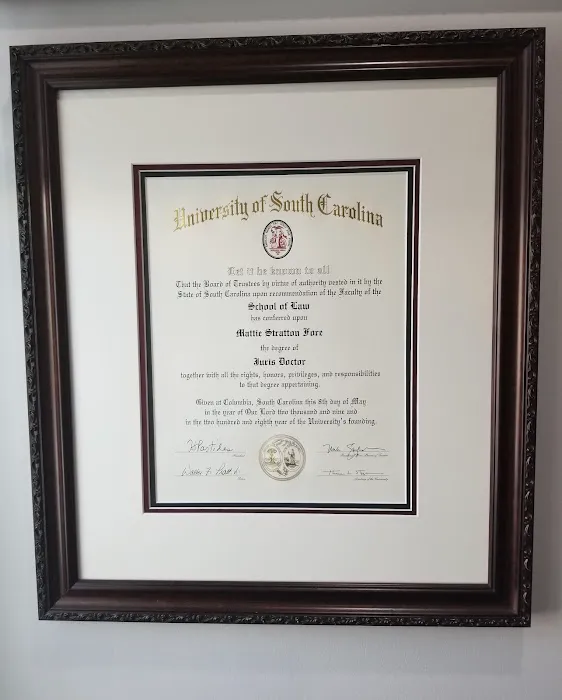 University of South Carolina
Let it be known to all
That the Board of Trustees by virtue of authority vested in it by the
State of South Carolina upon recommendation of the Faculty of the
School of Law
has conferred upon
Mattie Stratton Fore
the degree of
Juris Doctor
together with all the rights, honors, privileges, and responsibilities
to that degree appertaining.
Given at Columbia, South Carolina this 8th day of May
in the year of Our Lord two thousand and nine and
in the two hundred and eighth year of the University's founding.